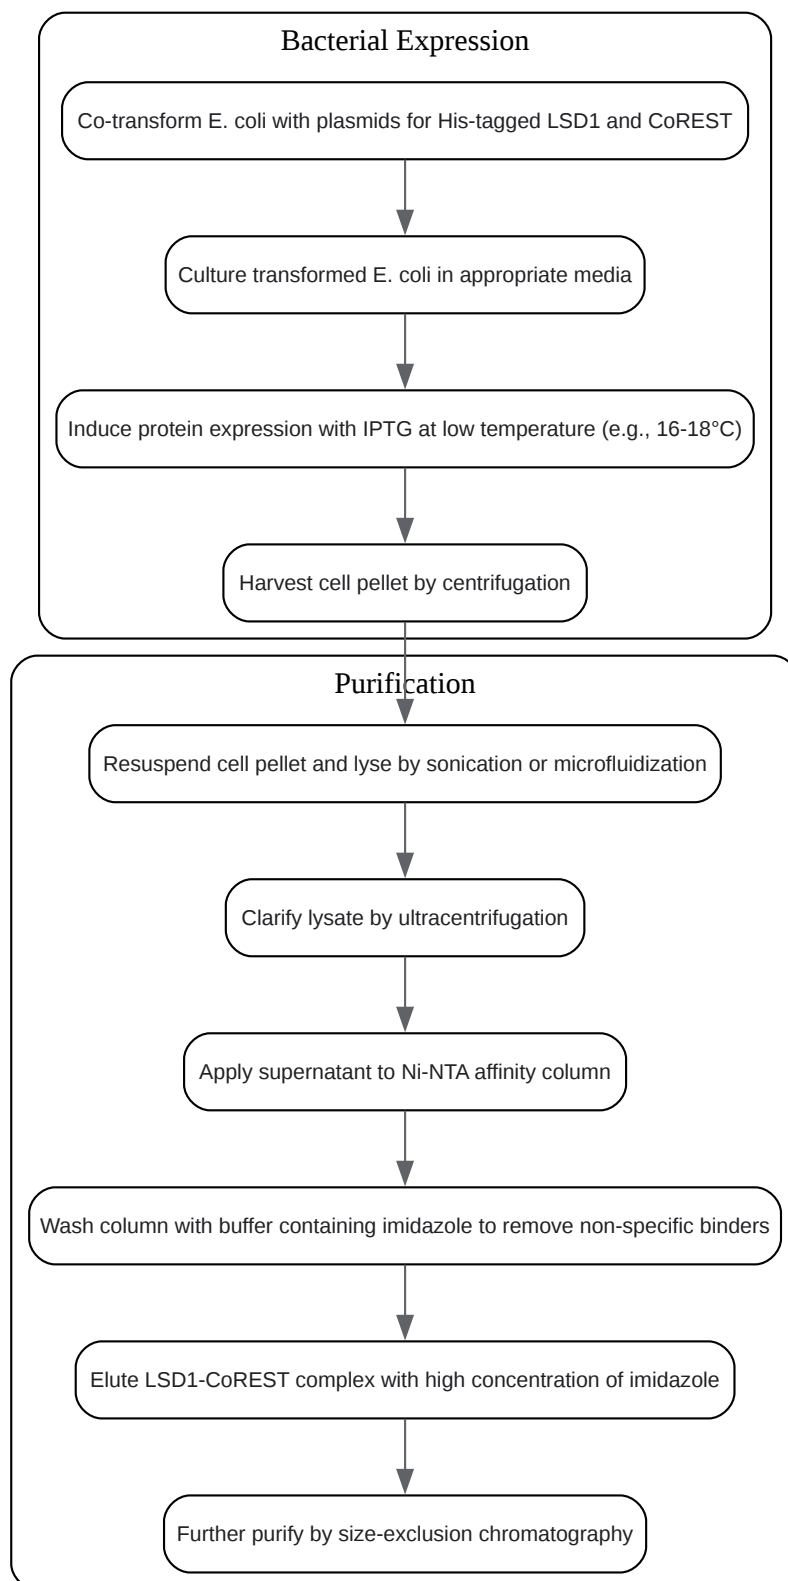 Bacterial Expression
Co-transform E. coli with plasmids for His-tagged LSD1 and CoREST
Culture transformed E. coli in appropriate media
Induce protein expression with IPTG at low temperature (e.g., 16-18°C)
Harvest cell pellet by centrifugation
Purification
Resuspend cell pellet and lyse by sonication or microfluidization
Clarify lysate by ultracentrifugation
Apply supernatant to Ni-NTA affinity column
Wash column with buffer containing imidazole to remove non-specific binders
Elute LSD1-CoREST complex with high concentration of imidazole
Further purify by size-exclusion chromatography